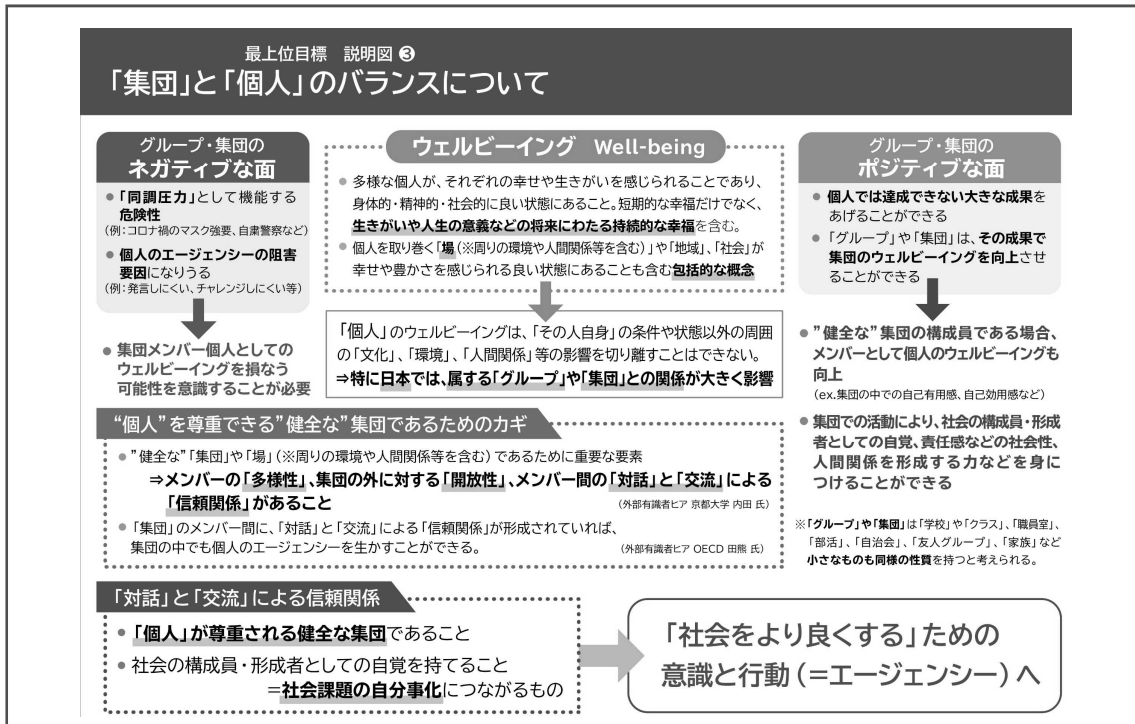 最上位目標　説明図 ❸
「集団」と「個人」のバランスについて
グループ・集団の
ネガティブな面
● 「同調圧力」として機能する
危険性
(例：コロナ禍のマスク強要、自粛警察など)
● 個人のエージェンシーの阻害
要因になりうる
(例：発言しにくい、チャレンジしにくい等)
● 集団メンバー個人としての
ウェルビーイングを損なう
可能性を意識することが必要
ウェルビーイング Well-being
● 多様な個人が、それぞれの幸せや生きがいを感じられることであり、
身体的・精神的・社会的に良い状態にあること。短期的な幸福だけでなく、
生きがいや人生の意義などの将来にわたる持続的な幸福を含む。
● 個人を取り巻く「場(※周りの環境や人間関係等を含む)」や「地域」、「社会」が
幸せや豊かさを感じられる良い状態にあることも含む包括的な概念
「個人」のウェルビーイングは、「その人自身」の条件や状態以外の周囲
の「文化」、「環境」、「人間関係」等の影響を切り離すことはできない。
⇒特に日本では、属する「グループ」や「集団」との関係が大きく影響
グループ・集団の
ポジティブな面
● 個人では達成できない大きな成果を
あげることができる
● 「グループ」や「集団」は、その成果で
集団のウェルビーイングを向上させ
ることができる
● ”健全な”集団の構成員である場合、
メンバーとして個人のウェルビーイングも
向上
(ex.集団の中での自己有用感、自己効用感など)
● 集団での活動により、社会の構成員・形成
者としての自覚、責任感などの社会性、
人間関係を形成する力などを身に
つけることができる
※「グループ」や「集団」は「学校」や「クラス」、「職員室」、
「部活」、「自治会」、「友人グループ」、「家族」など
小さなものも同様の性質を持つと考えられる。
“個人”を尊重できる”健全な”集団であるためのカギ
● ”健全な”「集団」や「場」(※周りの環境や人間関係等を含む)であるために重要な要素
⇒メンバーの「多様性」、集団の外に対する「開放性」、メンバー間の「対話」と「交流」による
「信頼関係」があること
(外部有識者ヒア 京都大学 内田 氏)
● 「集団」のメンバー間に、「対話」と「交流」による「信頼関係」が形成されていれば、
集団の中でも個人のエージェンシーを生かすことができる。
(外部有識者ヒア OECD 田熊 氏)
「対話」と「交流」による信頼関係
● 「個人」が尊重される健全な集団であること
● 社会の構成員・形成者としての自覚を持てること
＝社会課題の自分事化につながるもの
「社会をより良くする」ための
意識と行動(＝エージェンシー)へ